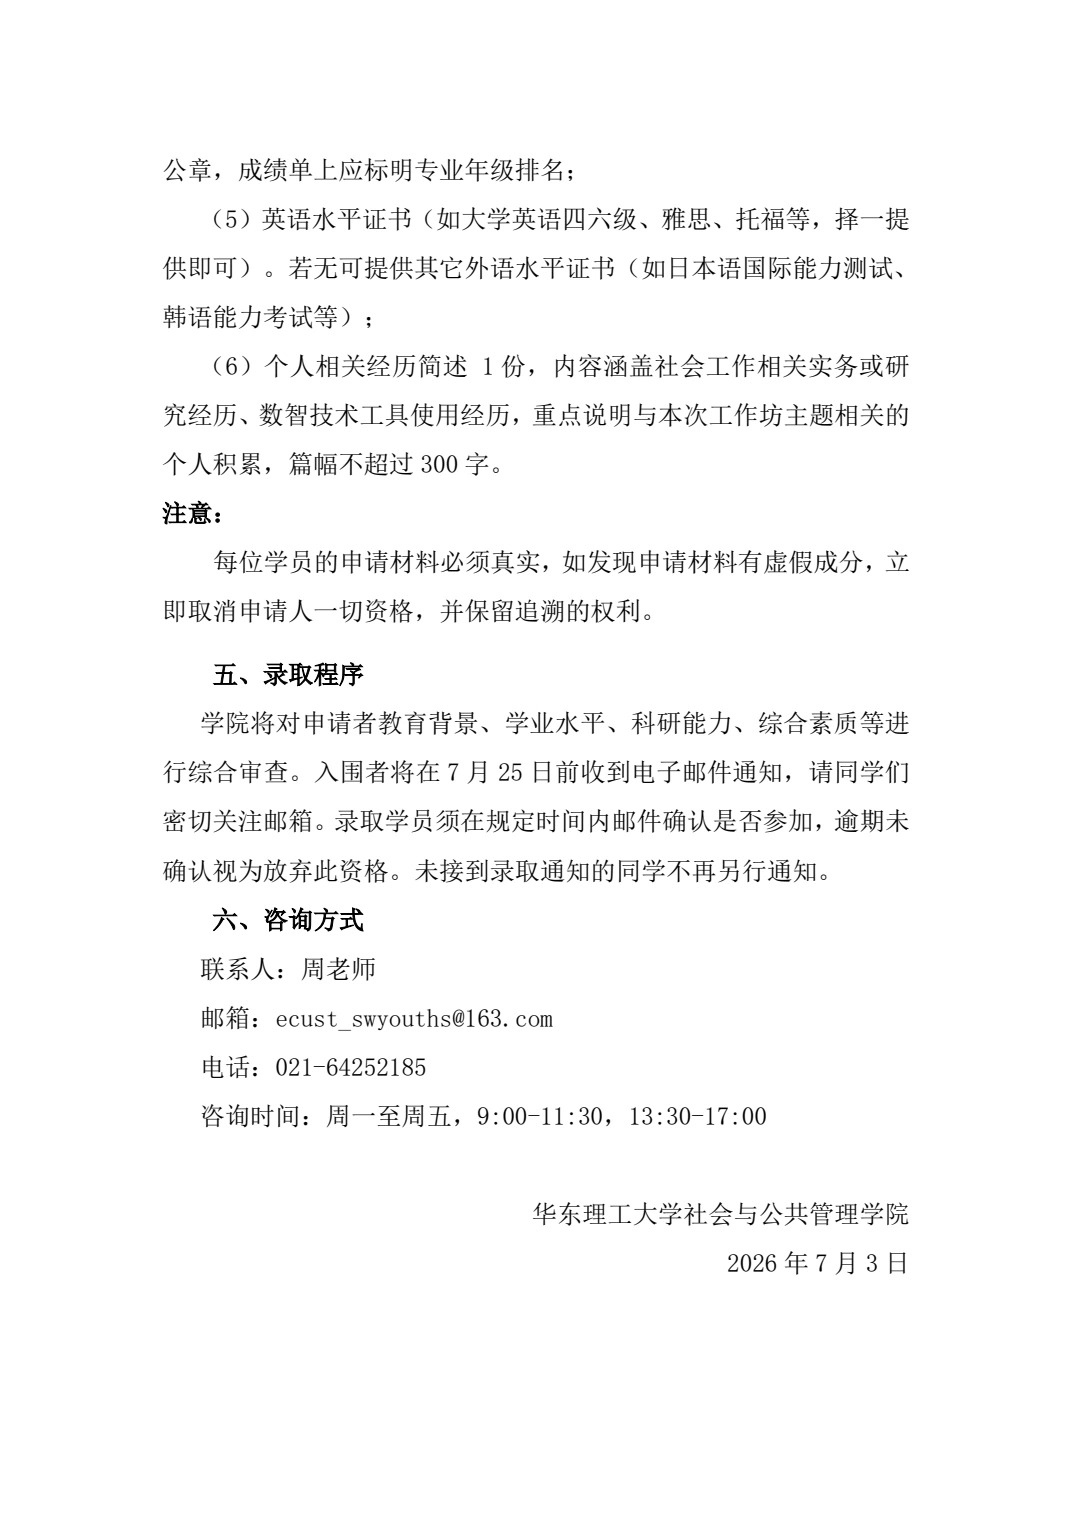 公章，成绩单上应标明专业年级排名；
（5）英语水平证书（如大学英语四六级、雅思、托福等，择一提
供即可）。若无可提供其它外语水平证书（如日本语国际能力测试、
韩语能力考试等）；
（6）个人相关经历简述 1 份，内容涵盖社会工作相关实务或研
究经历、数智技术工具使用经历，重点说明与本次工作坊主题相关的
个人积累，篇幅不超过 300 字。
注意：
每位学员的申请材料必须真实，如发现申请材料有虚假成分，立
即取消申请人一切资格，并保留追溯的权利。
五、录取程序
学院将对申请者教育背景、学业水平、科研能力、综合素质等进
行综合审查。入围者将在 7 月 25 日前收到电子邮件通知，请同学们
密切关注邮箱。录取学员须在规定时间内邮件确认是否参加，逾期未
确认视为放弃此资格。未接到录取通知的同学不再另行通知。
六、咨询方式
联系人：周老师
邮箱：ecust_swyouths@163.com
电话：021-64252185
咨询时间：周一至周五，9:00-11:30，13:30-17:00
华东理工大学社会与公共管理学院
2026 年 7 月 3 日